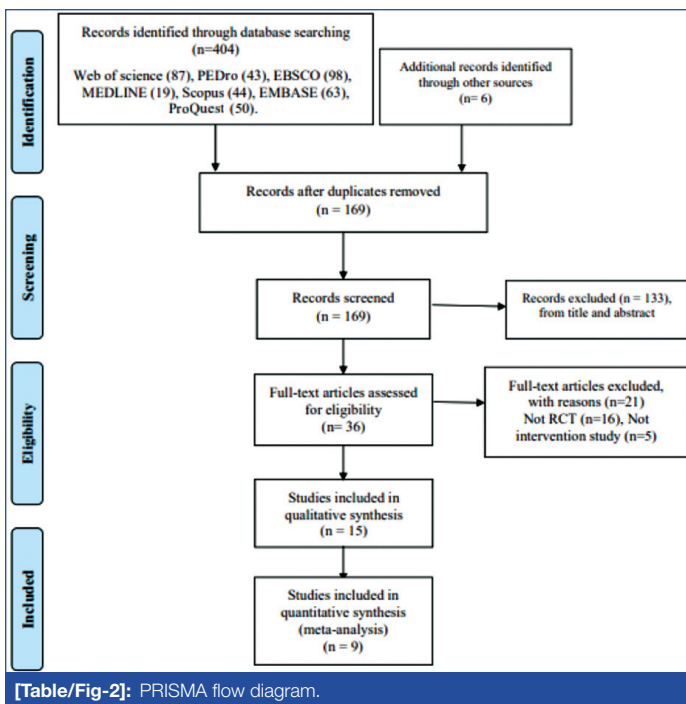 Identification
Records identified through database searching
(n=404)
Web of science (87), PEDro (43), EBSCO (98),
MEDLINE (19), Scopus (44), EMBASE (63),
ProQuest (50).
Additional records identified
through other sources
(n= 6)
Records after duplicates removed
(n = 169)
Screening
Records screened
(n = 169)
Records excluded (n = 133),
from title and abstract
Eligibility
Full-text articles assessed
for eligibility
(n= 36)
Full-text articles excluded,
with reasons (n=21)
Not RCT (n=16), Not
intervention study (n=5)
Studies included in
qualitative synthesis
(n = 15)
Included
Studies included in
quantitative synthesis
(meta-analysis)
(n = 9)
[Table/Fig-2]: PRISMA flow diagram.